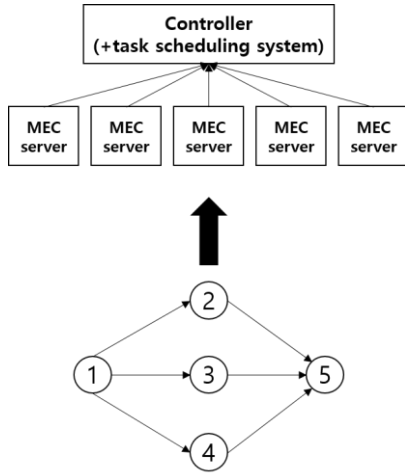 Controller
(+task scheduling system)
MEC
server
MEC
server
MEC
server
MEC
server
MEC
server
2
1
3
5
4